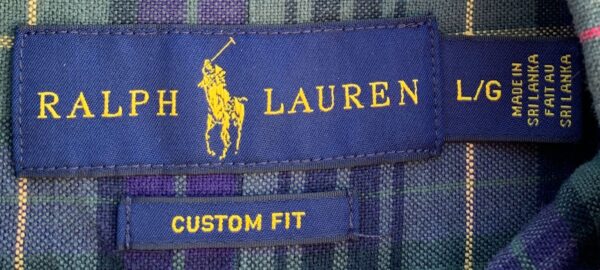 RALPH LAUREN
L/G
MADE IN
SRI LANKA
FAIT AU
SRI LANKA
CUSTOM FIT